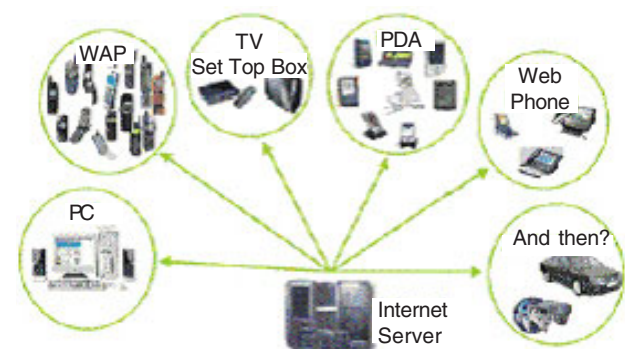 WAP
TV
Set Top Box
PDA
Web
Phone
PC
And then?
Internet
Server